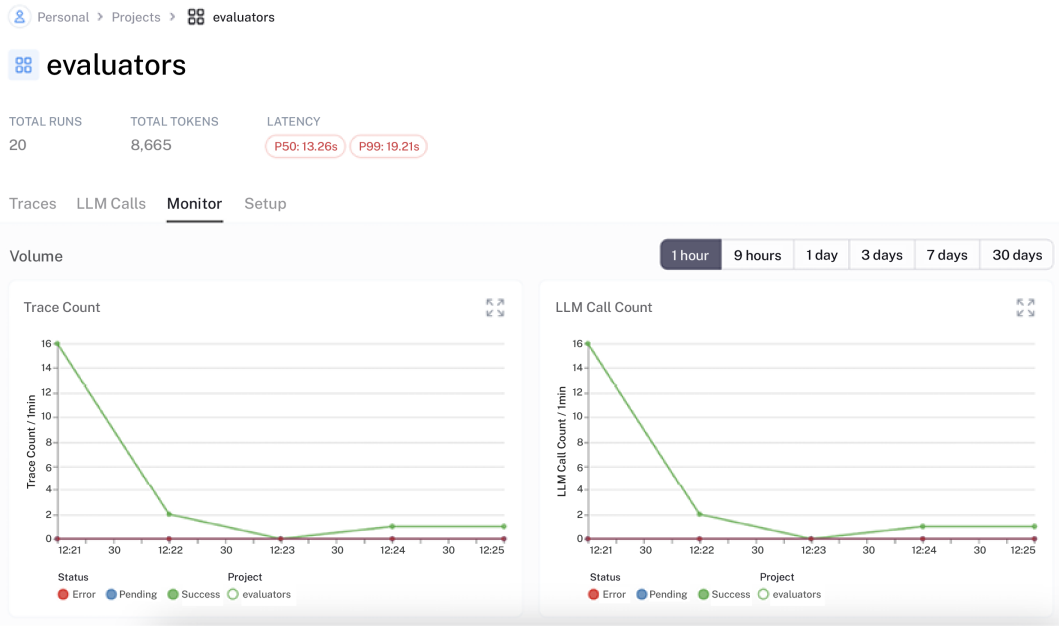 Personal > Projects > evaluators
evaluators
TOTAL RUNS TOTAL TOKENS LATENCY
20 8,665 P50: 13.26s P99: 19.21s
Traces LLM Calls Monitor Setup
Volume 1 hour 9 hours 1 day 3 days 7 days 30 days
Trace Count
Trace Count / 1min
16
14
12
10
8
6
4
2
0
12:21 30 12:22 30 12:23 30 12:24 30 12:25
Status Project
Error Pending Success evaluators
LLM Call Count
LLM Call Count / 1min
16
14
12
10
8
6
4
2
0
12:21 30 12:22 30 12:23 30 12:24 30 12:25
Status Project
Error Pending Success evaluators